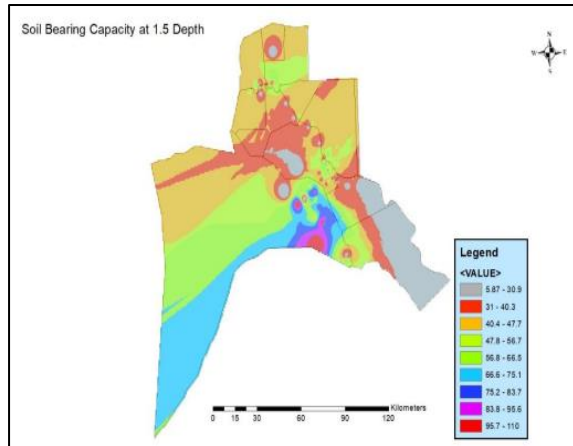 Soil Bearing Capacity at 1.5 Depth
N
W E
S
Legend
<VALUE>
5.87 - 30.9
31 - 40.3
40.4 - 47.7
47.8 - 56.7
56.8 - 66.5
66.6 - 75.1
75.2 - 83.7
83.8 - 95.6
95.7 - 110
Kilometers
0 15 30 60 90 120